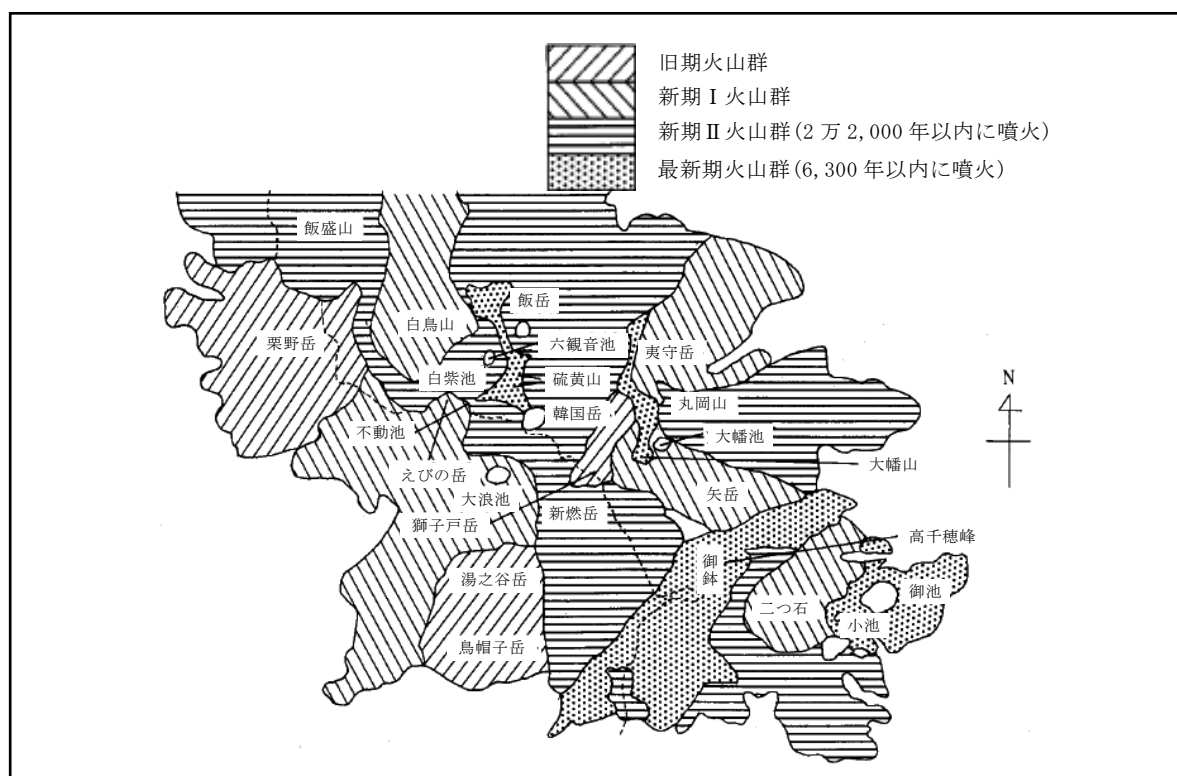 旧期火山群
新期Ⅰ火山群
新期Ⅱ火山群(2万2,000年以内に噴火)
最新期火山群(6,300年以内に噴火)
飯盛山
飯岳
白鳥山
栗野岳
六観音池
夷守岳
N
白紫池
硫黄山
丸岡山
韓国岳
不動池
大幡池
えびの岳
大幡山
大浪池
矢岳
新燃岳
獅子戸岳
高千穂峰
御鉢
湯之谷岳
御池
二つ石
小池
烏帽子岳